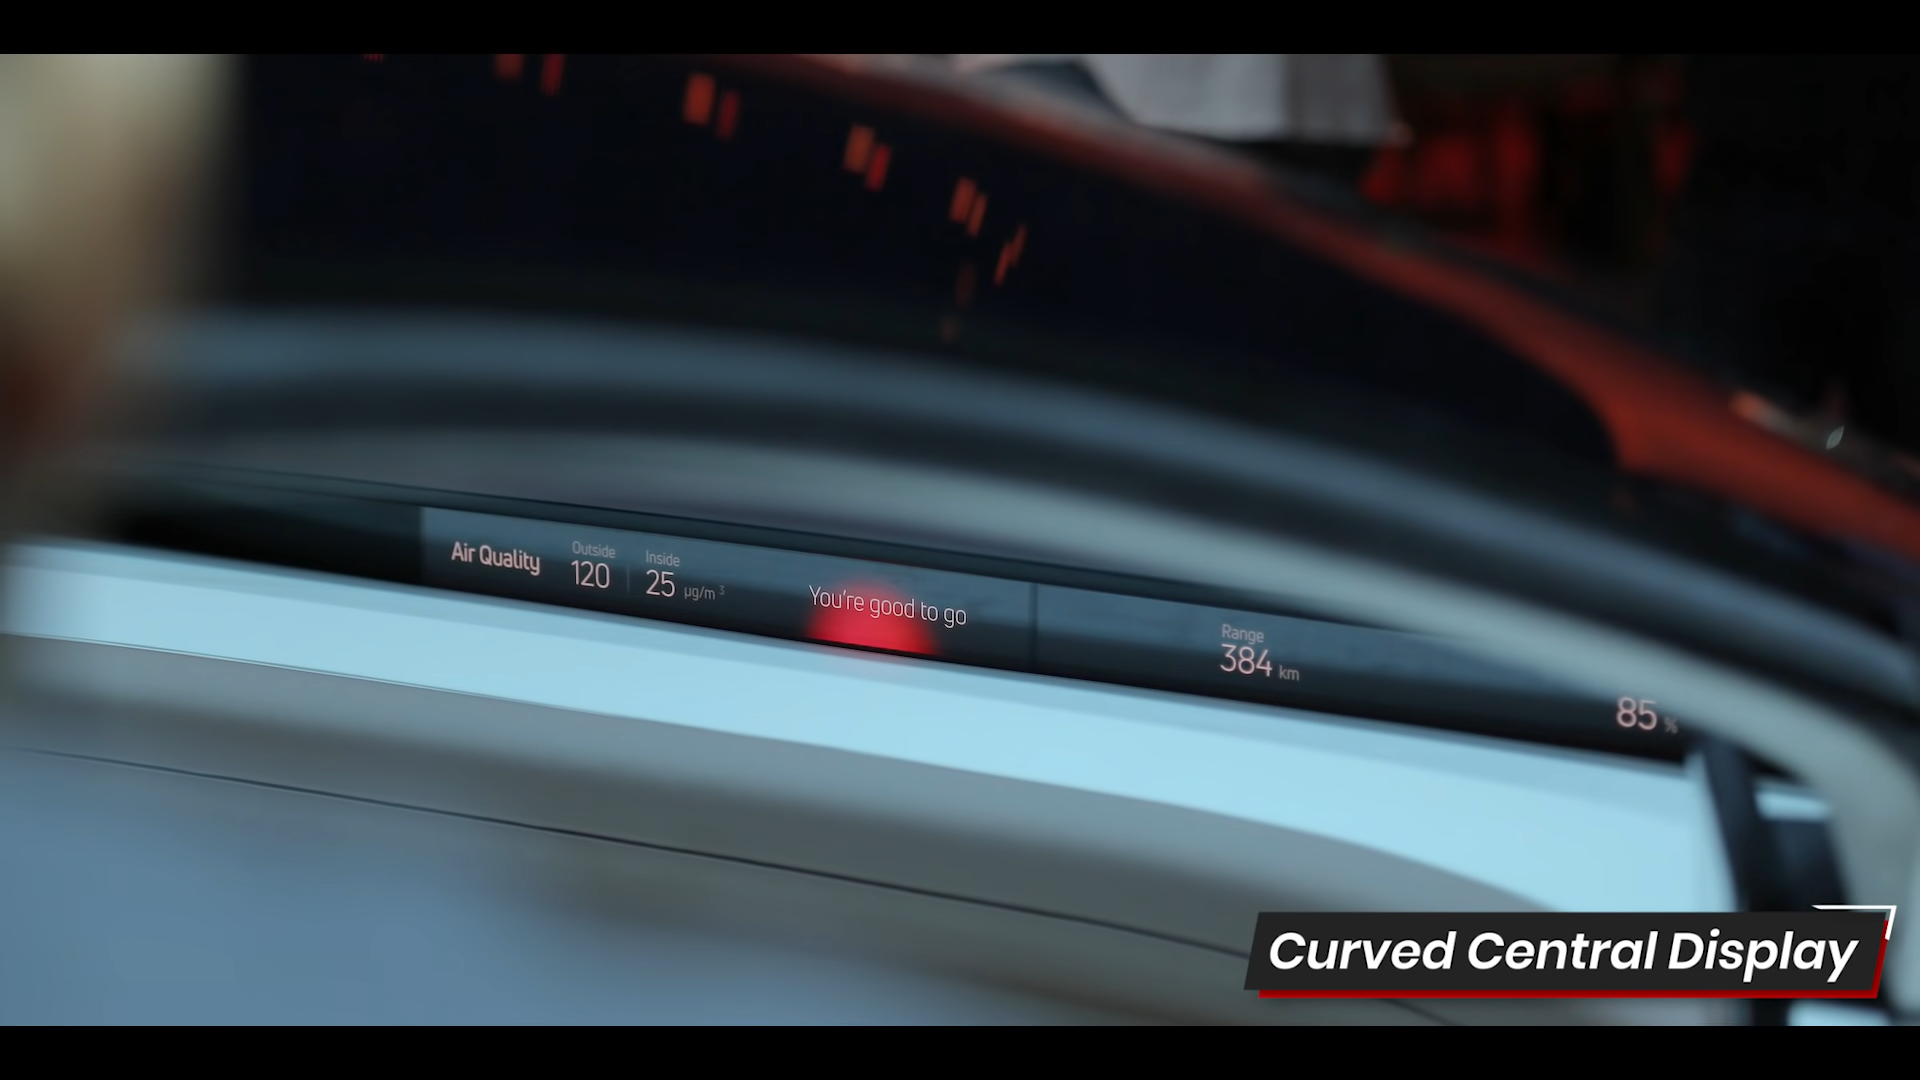 Air Quality
Outside
120
Inside
25 µg/m³
You're good to go
Range
384 km
85 %
Curved Central Display